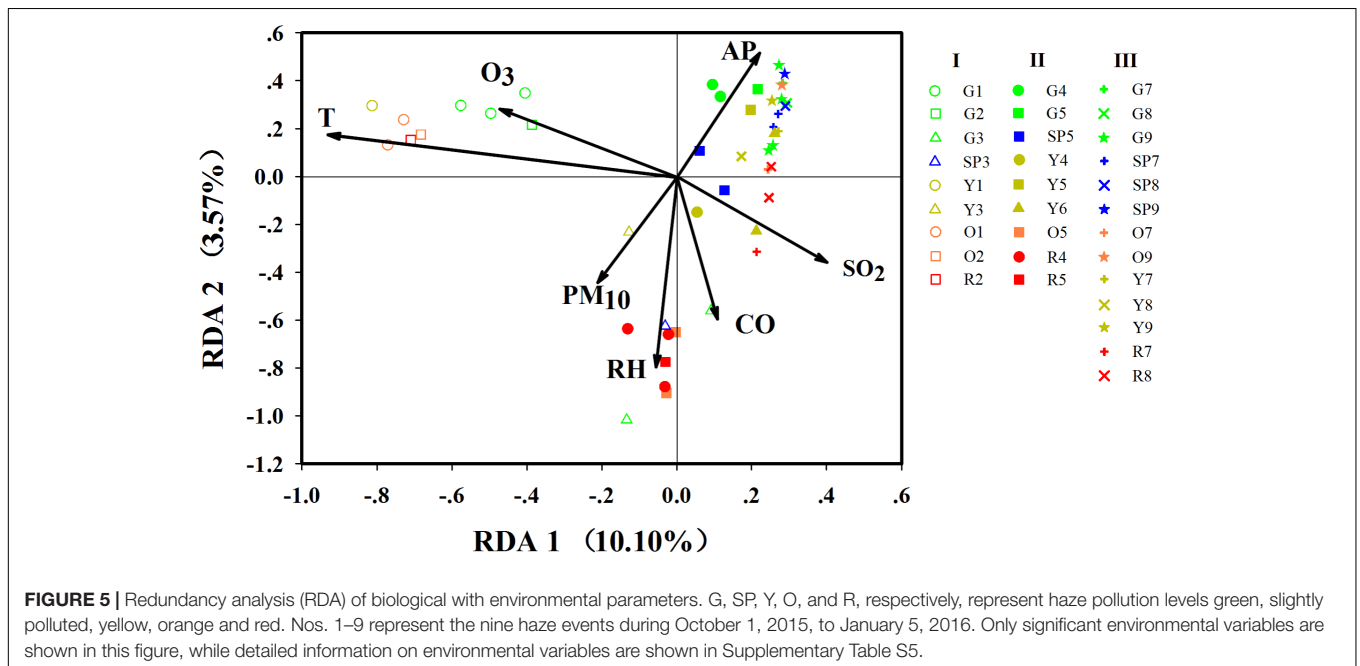 .6
.4
.2
0.0
-.2
-.4
-.6
-.8
-1.0
-1.2
RDA 2 (3.57%)
AP
O3
T
SO2
PM10
CO
RH
-1.0 -.8 -.6 -.4 -.2 0.0 .2 .4 .6
RDA 1 (10.10%)
I
G1
G2
G3
SP3
Y1
Y3
O1
O2
R2
II
G4
G5
SP5
Y4
Y5
Y6
O5
R4
R5
III
G7
G8
G9
SP7
SP8
SP9
O7
O9
Y7
Y8
Y9
R7
R8
FIGURE 5 | Redundancy analysis (RDA) of biological with environmental parameters. G, SP, Y, O, and R, respectively, represent haze pollution levels green, slightly
polluted, yellow, orange and red. Nos. 1–9 represent the nine haze events during October 1, 2015, to January 5, 2016. Only significant environmental variables are
shown in this figure, while detailed information on environmental variables are shown in Supplementary Table S5.